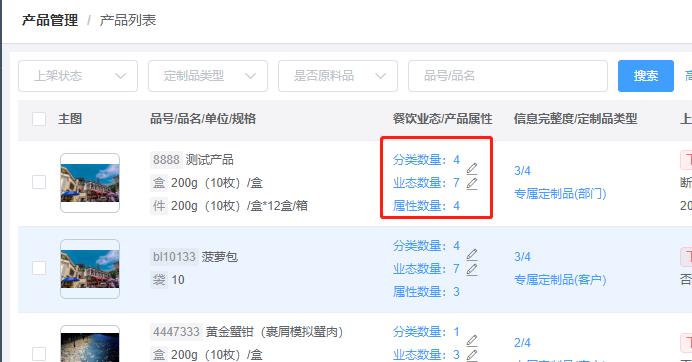 产品管理 / 产品列表
上架状态 定制品类型 是否原料品 品号/品名 搜索
主图 品号/品名/单位/规格 餐饮业态/产品属性 信息完整度/定制品类型 上
8888 测试产品
盒 200g（10枚）/盒
件 200g（10枚）/盒*12盒/箱
分类数量：4
业态数量：7
属性数量：4
3/4
专属定制品(部门)
断
20
bl10133 菠萝包
袋 10
分类数量：4
业态数量：7
属性数量：3
3/4
专属定制品(客户)
否
4447333 黄金蟹钳（裹屑模拟蟹肉）
盒 200g（10枚）/盒
分类数量：1
业态数量：3
2/4